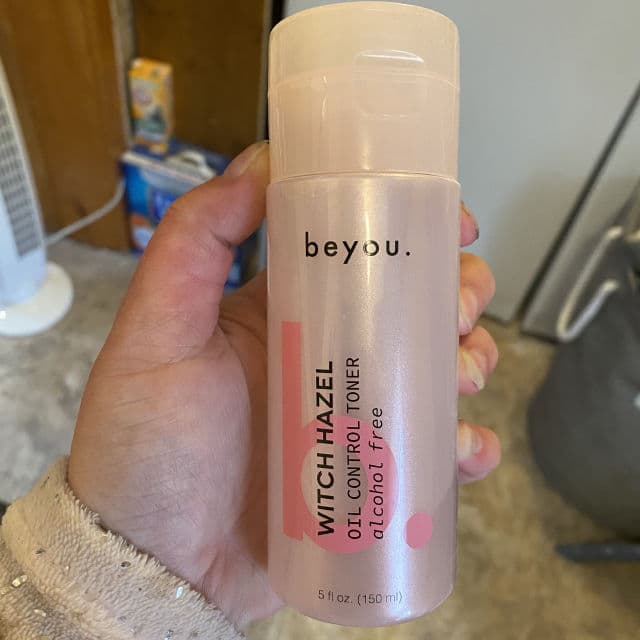 beyou.
WITCH HAZEL
OIL CONTROL TONER
alcohol free
b.
5 fl oz. (150 ml)